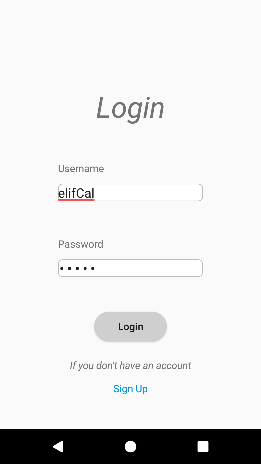 Login
Username
elifCal
Password
•••••
Login
If you don't have an account
Sign Up